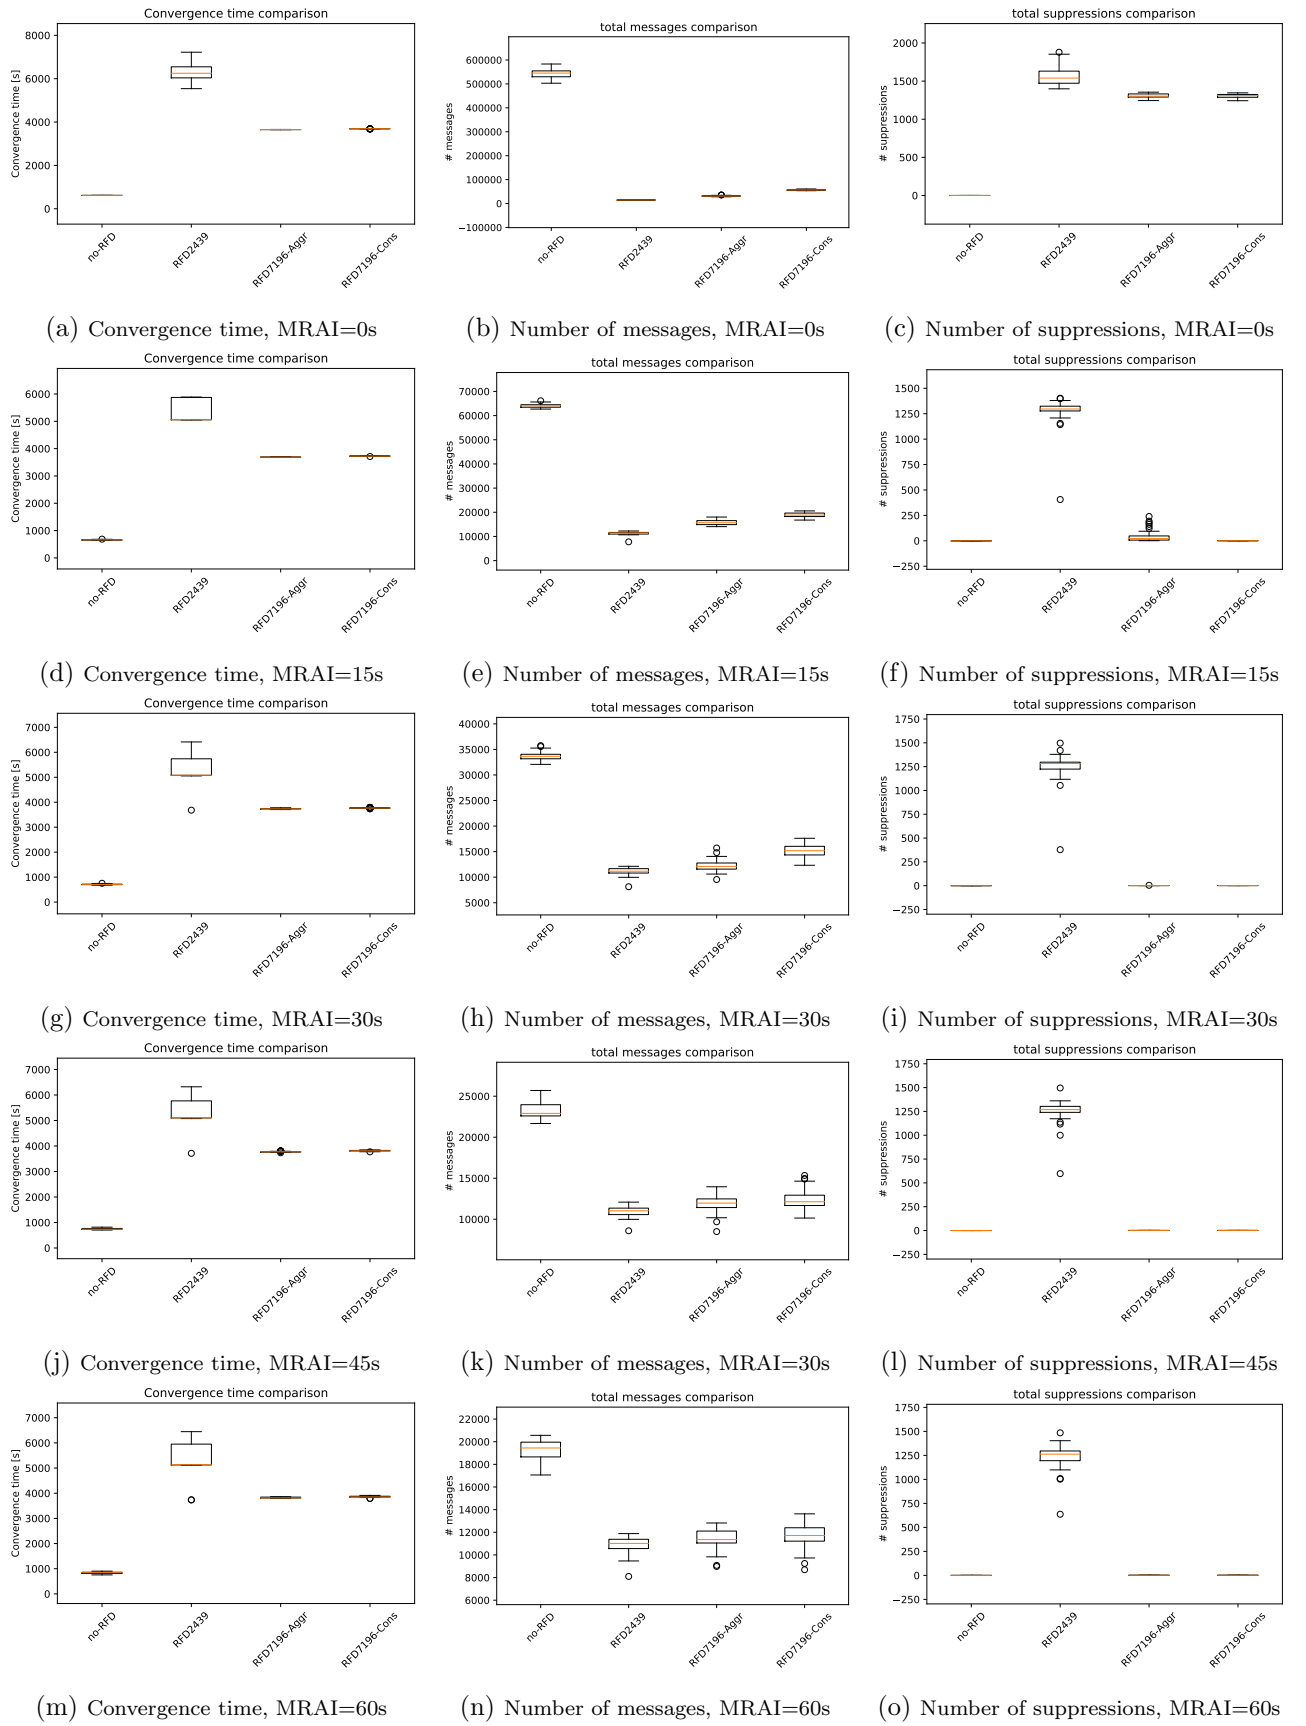 Convergence time comparison
Convergence time [s]
8000
6000
4000
2000
0
no-RFD
RFD2439
RFD7196-Aggr
RFD7196-Cons
(a) Convergence time, MRAI=0s
total messages comparison
# messages
600000
500000
400000
300000
200000
100000
0
−100000
no-RFD
RFD2439
RFD7196-Aggr
RFD7196-Cons
(b) Number of messages, MRAI=0s
total suppressions comparison
# suppressions
2000
1500
1000
500
0
no-RFD
RFD2439
RFD7196-Aggr
RFD7196-Cons
(c) Number of suppressions, MRAI=0s
Convergence time comparison
Convergence time [s]
6000
5000
4000
3000
2000
1000
0
no-RFD
RFD2439
RFD7196-Aggr
RFD7196-Cons
(d) Convergence time, MRAI=15s
total messages comparison
# messages
70000
60000
50000
40000
30000
20000
10000
0
no-RFD
RFD2439
RFD7196-Aggr
RFD7196-Cons
(e) Number of messages, MRAI=15s
total suppressions comparison
# suppressions
1500
1250
1000
750
500
250
0
−250
no-RFD
RFD2439
RFD7196-Aggr
RFD7196-Cons
(f) Number of suppressions, MRAI=15s
Convergence time comparison
Convergence time [s]
7000
6000
5000
4000
3000
2000
1000
0
no-RFD
RFD2439
RFD7196-Aggr
RFD7196-Cons
(g) Convergence time, MRAI=30s
total messages comparison
# messages
40000
35000
30000
25000
20000
15000
10000
5000
no-RFD
RFD2439
RFD7196-Aggr
RFD7196-Cons
(h) Number of messages, MRAI=30s
total suppressions comparison
# suppressions
1750
1500
1250
1000
750
500
250
0
−250
no-RFD
RFD2439
RFD7196-Aggr
RFD7196-Cons
(i) Number of suppressions, MRAI=30s
Convergence time comparison
Convergence time [s]
7000
6000
5000
4000
3000
2000
1000
0
no-RFD
RFD2439
RFD7196-Aggr
RFD7196-Cons
(j) Convergence time, MRAI=45s
total messages comparison
# messages
25000
20000
15000
10000
no-RFD
RFD2439
RFD7196-Aggr
RFD7196-Cons
(k) Number of messages, MRAI=30s
total suppressions comparison
# suppressions
1750
1500
1250
1000
750
500
250
0
−250
no-RFD
RFD2439
RFD7196-Aggr
RFD7196-Cons
(l) Number of suppressions, MRAI=45s
Convergence time comparison
Convergence time [s]
7000
6000
5000
4000
3000
2000
1000
0
no-RFD
RFD2439
RFD7196-Aggr
RFD7196-Cons
(m) Convergence time, MRAI=60s
total messages comparison
# messages
22000
20000
18000
16000
14000
12000
10000
8000
6000
no-RFD
RFD2439
RFD7196-Aggr
RFD7196-Cons
(n) Number of messages, MRAI=60s
total suppressions comparison
# suppressions
1750
1500
1250
1000
750
500
250
0
−250
no-RFD
RFD2439
RFD7196-Aggr
RFD7196-Cons
(o) Number of suppressions, MRAI=60s